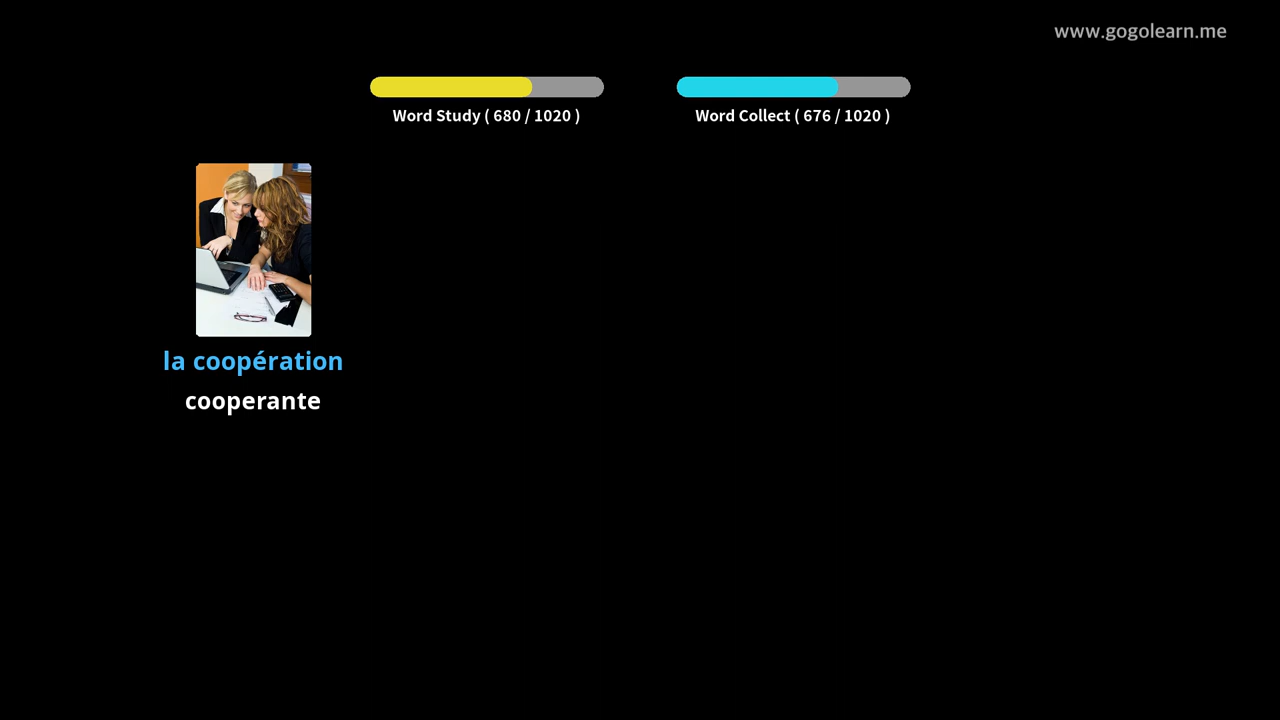 www.gogolearn.me
Word Study ( 680 / 1020 )
Word Collect ( 676 / 1020 )
la coopération
cooperante